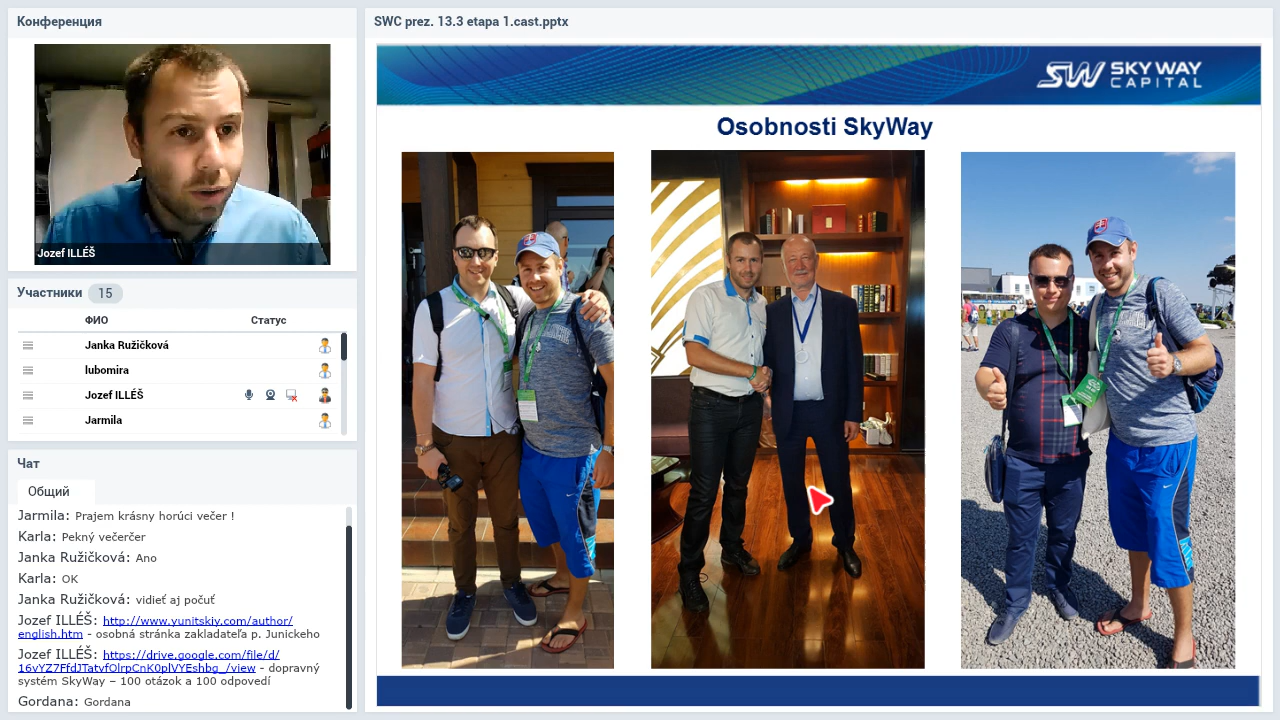 Конференция
Jozef ILLÉŠ
Участники 15
ФИО Статус
Janka Ružičková
lubomira
Jozef ILLÉŠ
Jarmila
Чат
Общий
Jarmila: Prajem krásny horúci večer !
Karla: Pekný večerčer
Janka Ružičková: Ano
Karla: OK
Janka Ružičková: vidieť aj počuť
Jozef ILLÉŠ: http://www.yunitskiy.com/author/
english.htm - osobná stránka zakladateľa p. Junickeho
Jozef ILLÉŠ: https://drive.google.com/file/d/
- dopravný
systém SkyWay – 100 otázok a 100 odpovedí
Gordana: Gordana
SWC prez. 13.3 etapa 1.cast.pptx
SW SKY WAY
CAPITAL
Osobnosti SkyWay